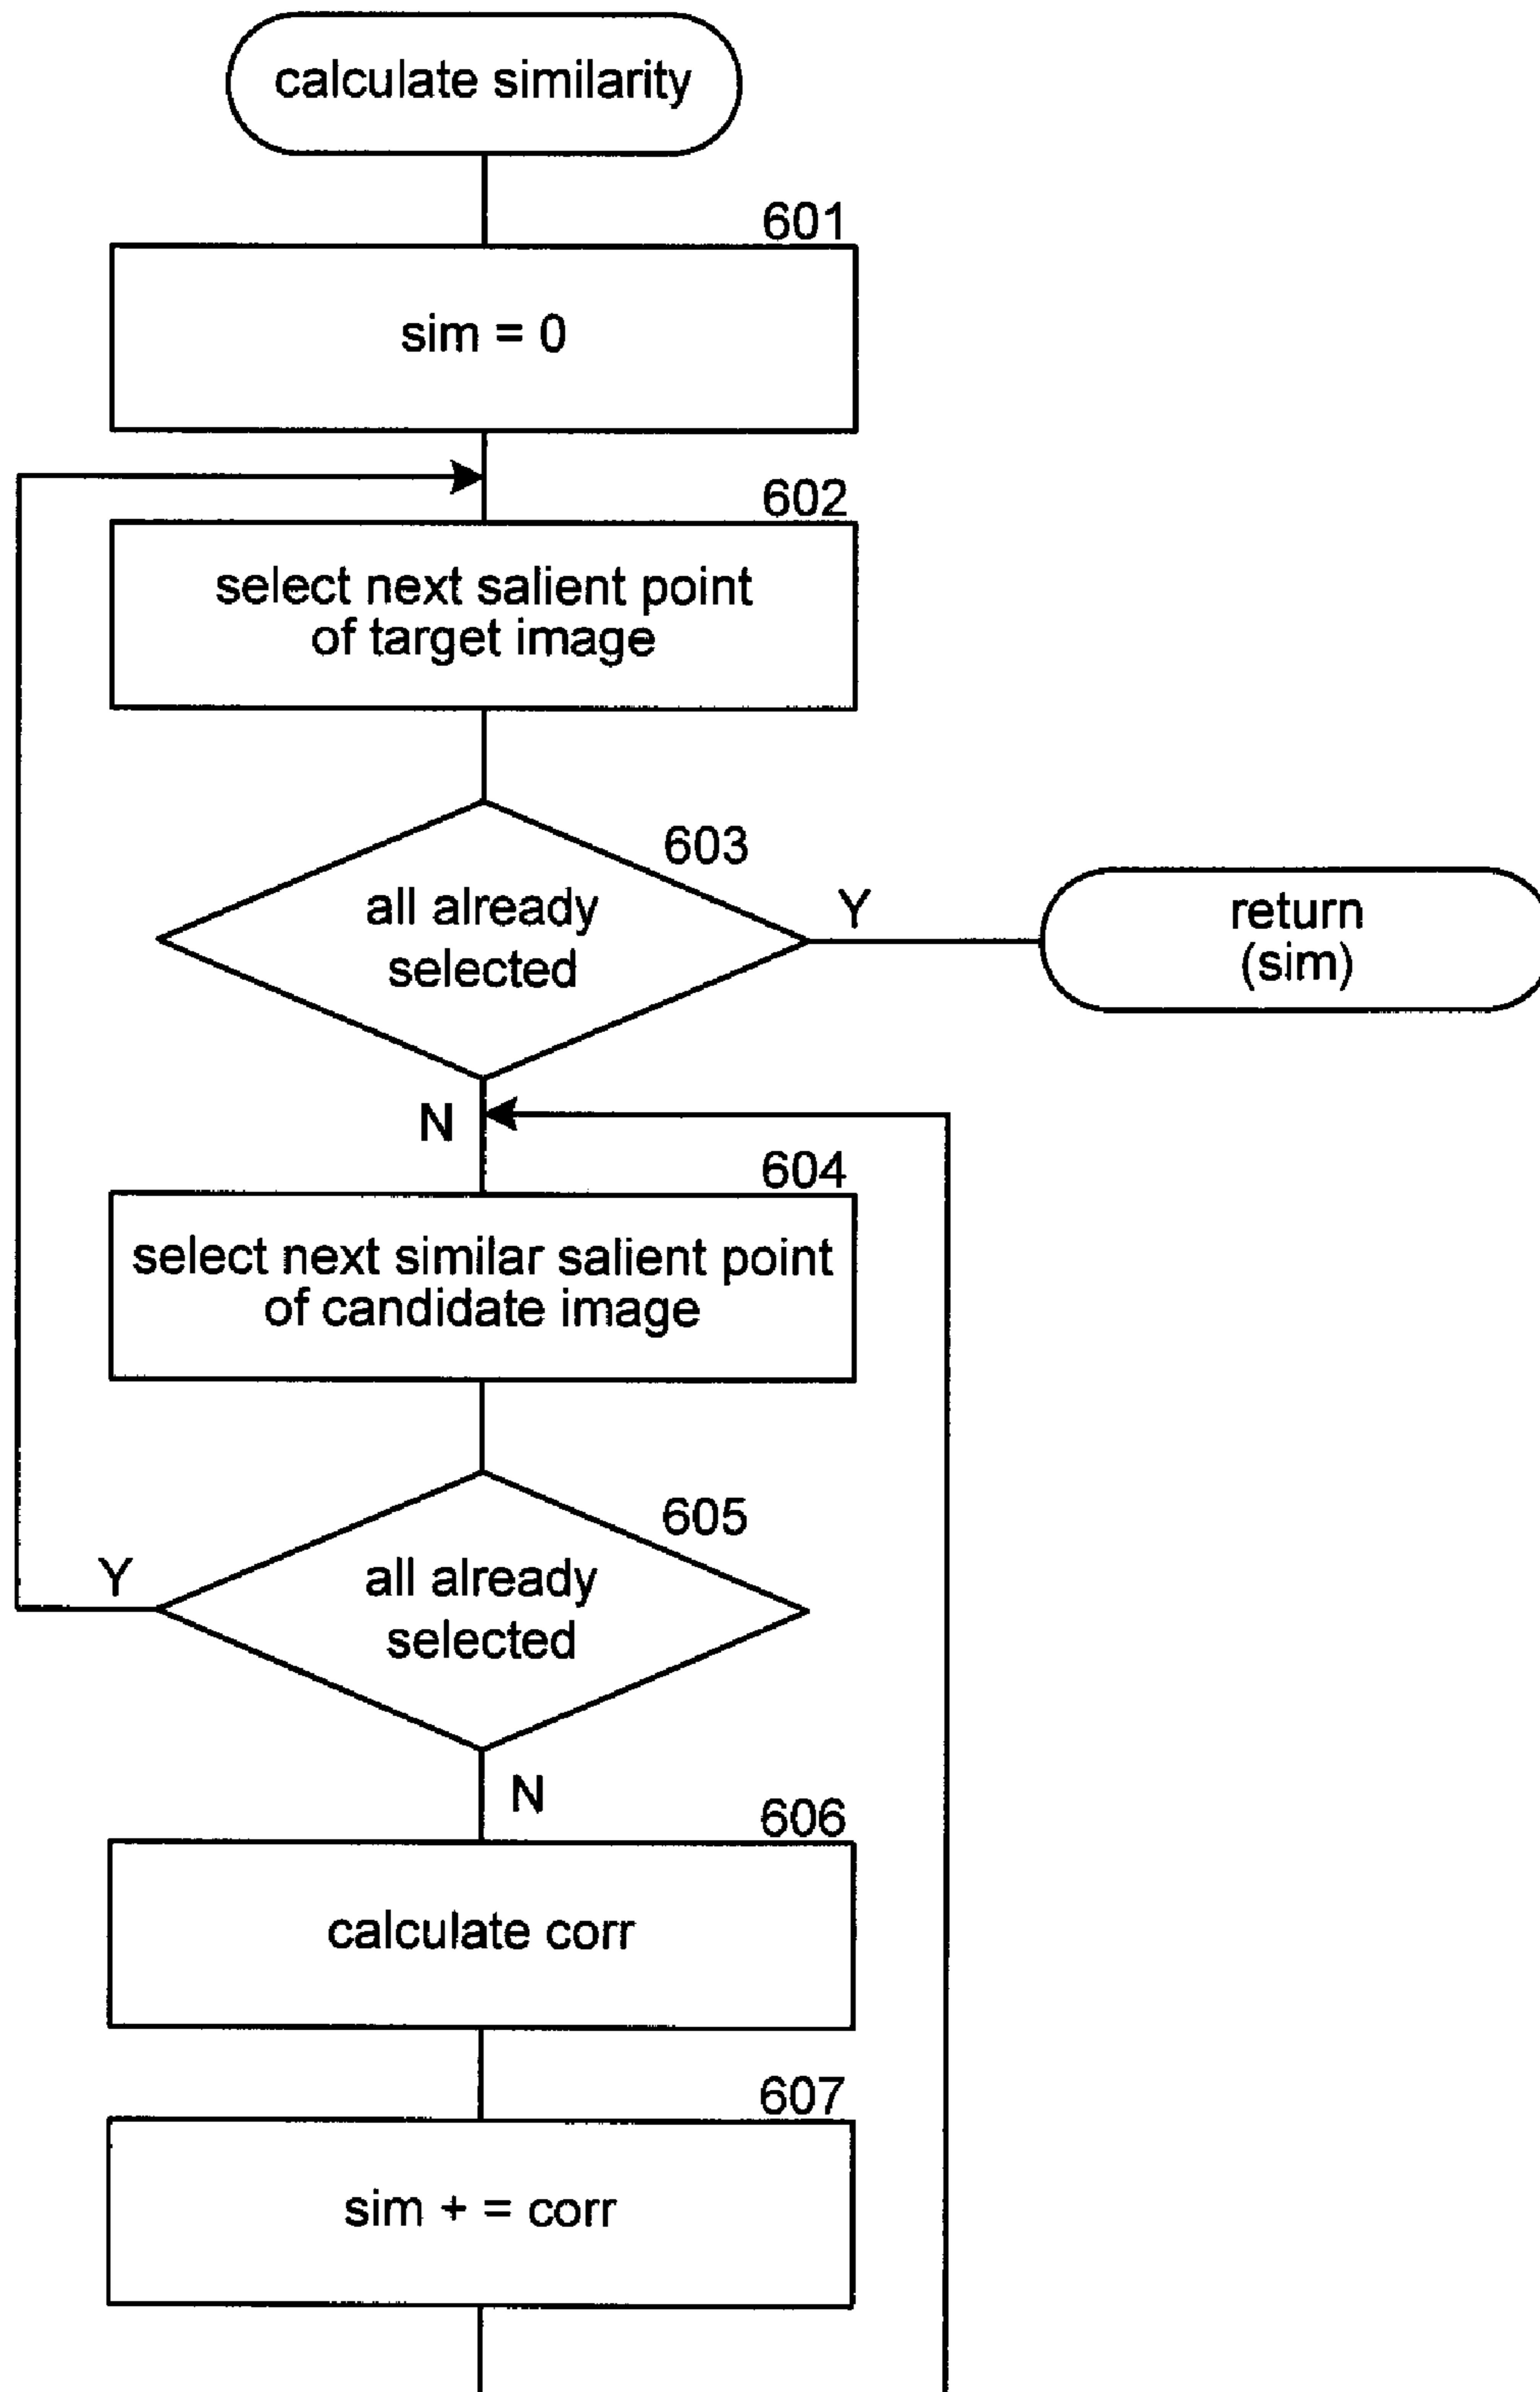 calculate similarity
601
sim = 0
602
select next salient point
of target image
603
all already
selected
Y
return
(sim)
N
604
select next similar salient point
of candidate image
605
all already
selected
Y
N
606
calculate corr
607
sim + = corr